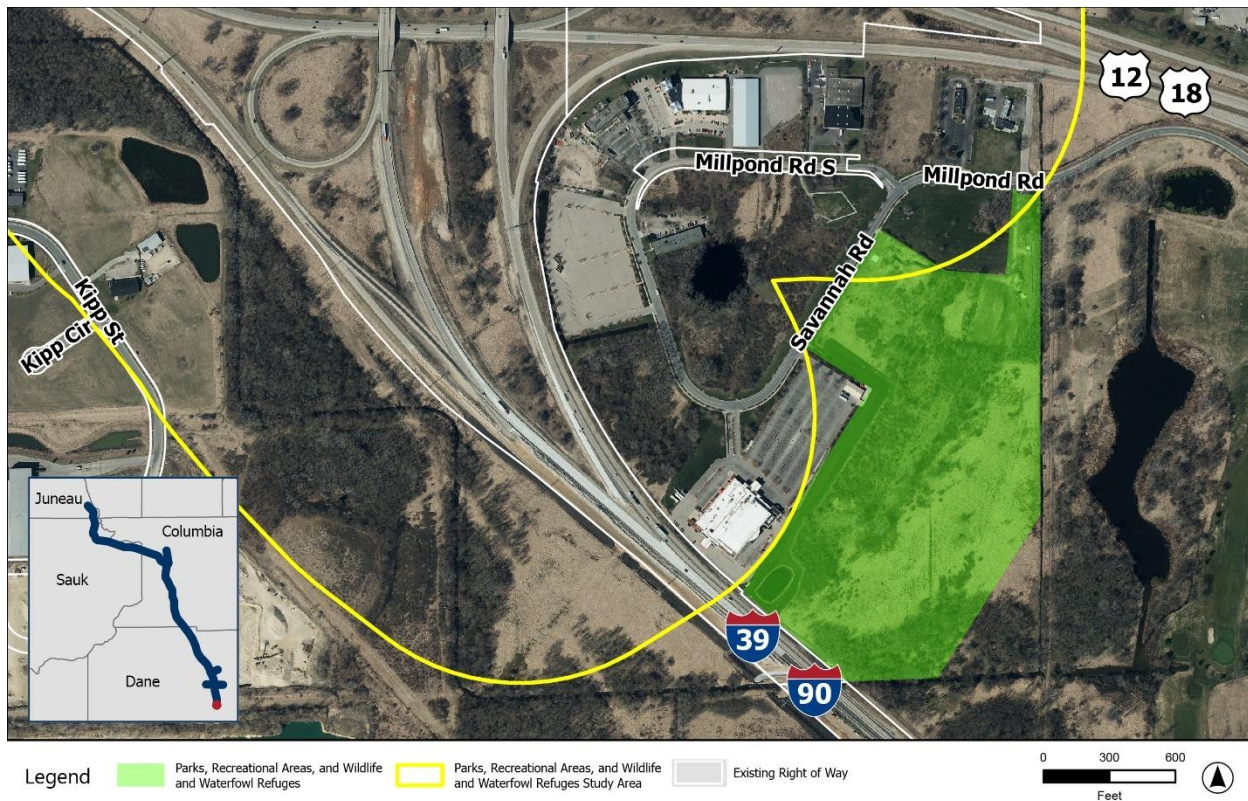 12
18
Millpond Rd S
Millpond Rd
Savannah Rd
Kipp St
Kipp Cir
39
90
Juneau
Columbia
Sauk
Dane
Legend
Parks, Recreational Areas, and Wildlife
and Waterfowl Refuges
Parks, Recreational Areas, and Wildlife
and Waterfowl Refuges Study Area
Existing Right of Way
0 300 600
Feet